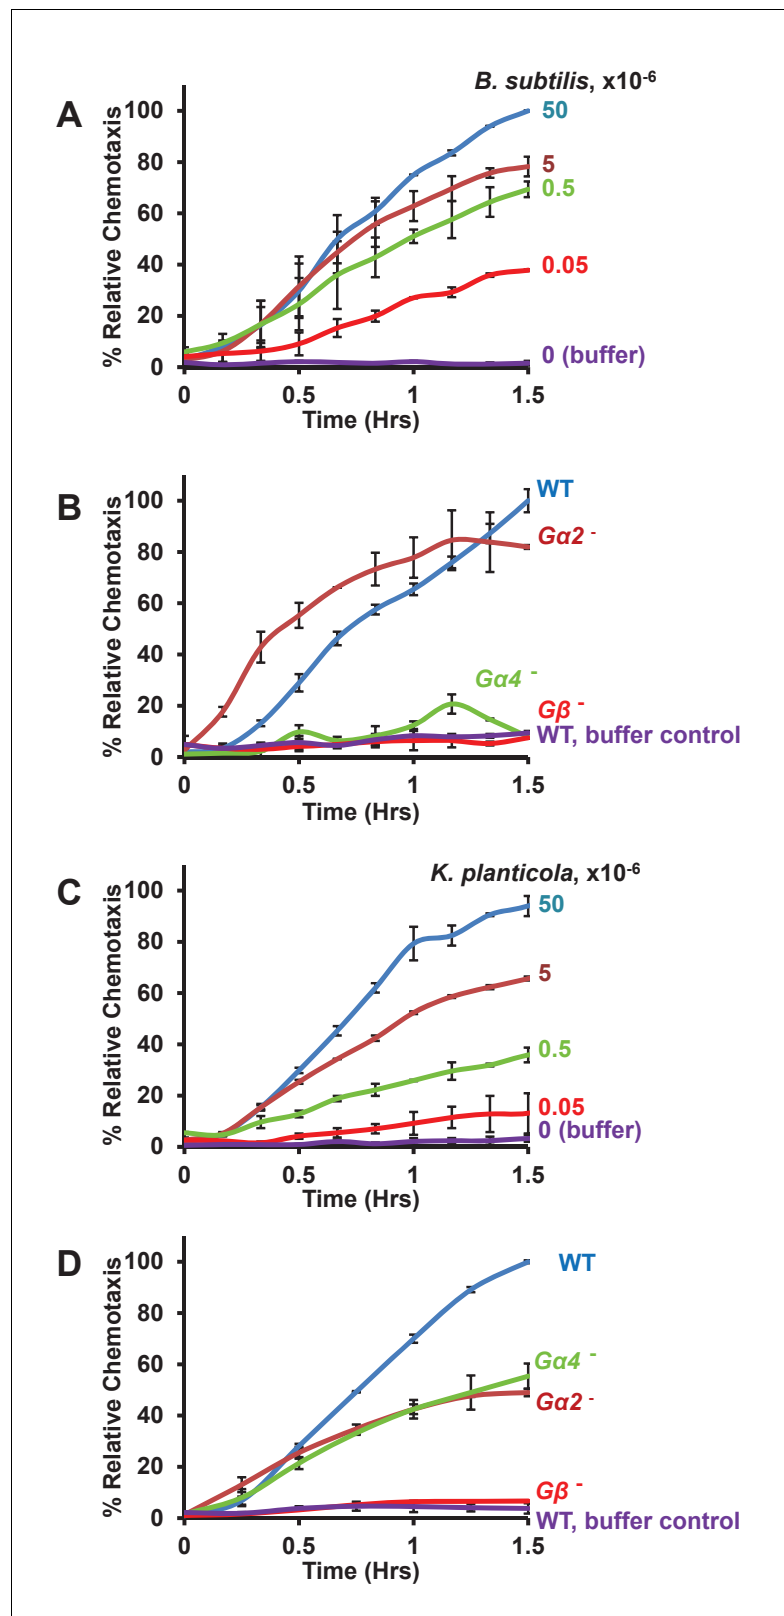 A
B. subtilis, x10-6
% Relative Chemotaxis
100
80
60
40
20
0
50
5
0.5
0.05
0 (buffer)
0
0.5
1
1.5
Time (Hrs)
B
% Relative Chemotaxis
100
80
60
40
20
0
WT
Gα2 -
Gα4 -
Gβ -
WT, buffer control
0
0.5
1
1.5
Time (Hrs)
C
K. planticola, x10-6
% Relative Chemotaxis
100
80
60
40
20
0
50
5
0.5
0.05
0 (buffer)
0
0.5
1
1.5
Time (Hrs)
D
% Relative Chemotaxis
100
80
60
40
20
0
WT
Gα4 -
Gα2 -
Gβ -
WT, buffer control
0
0.5
1
1.5
Time (Hrs)